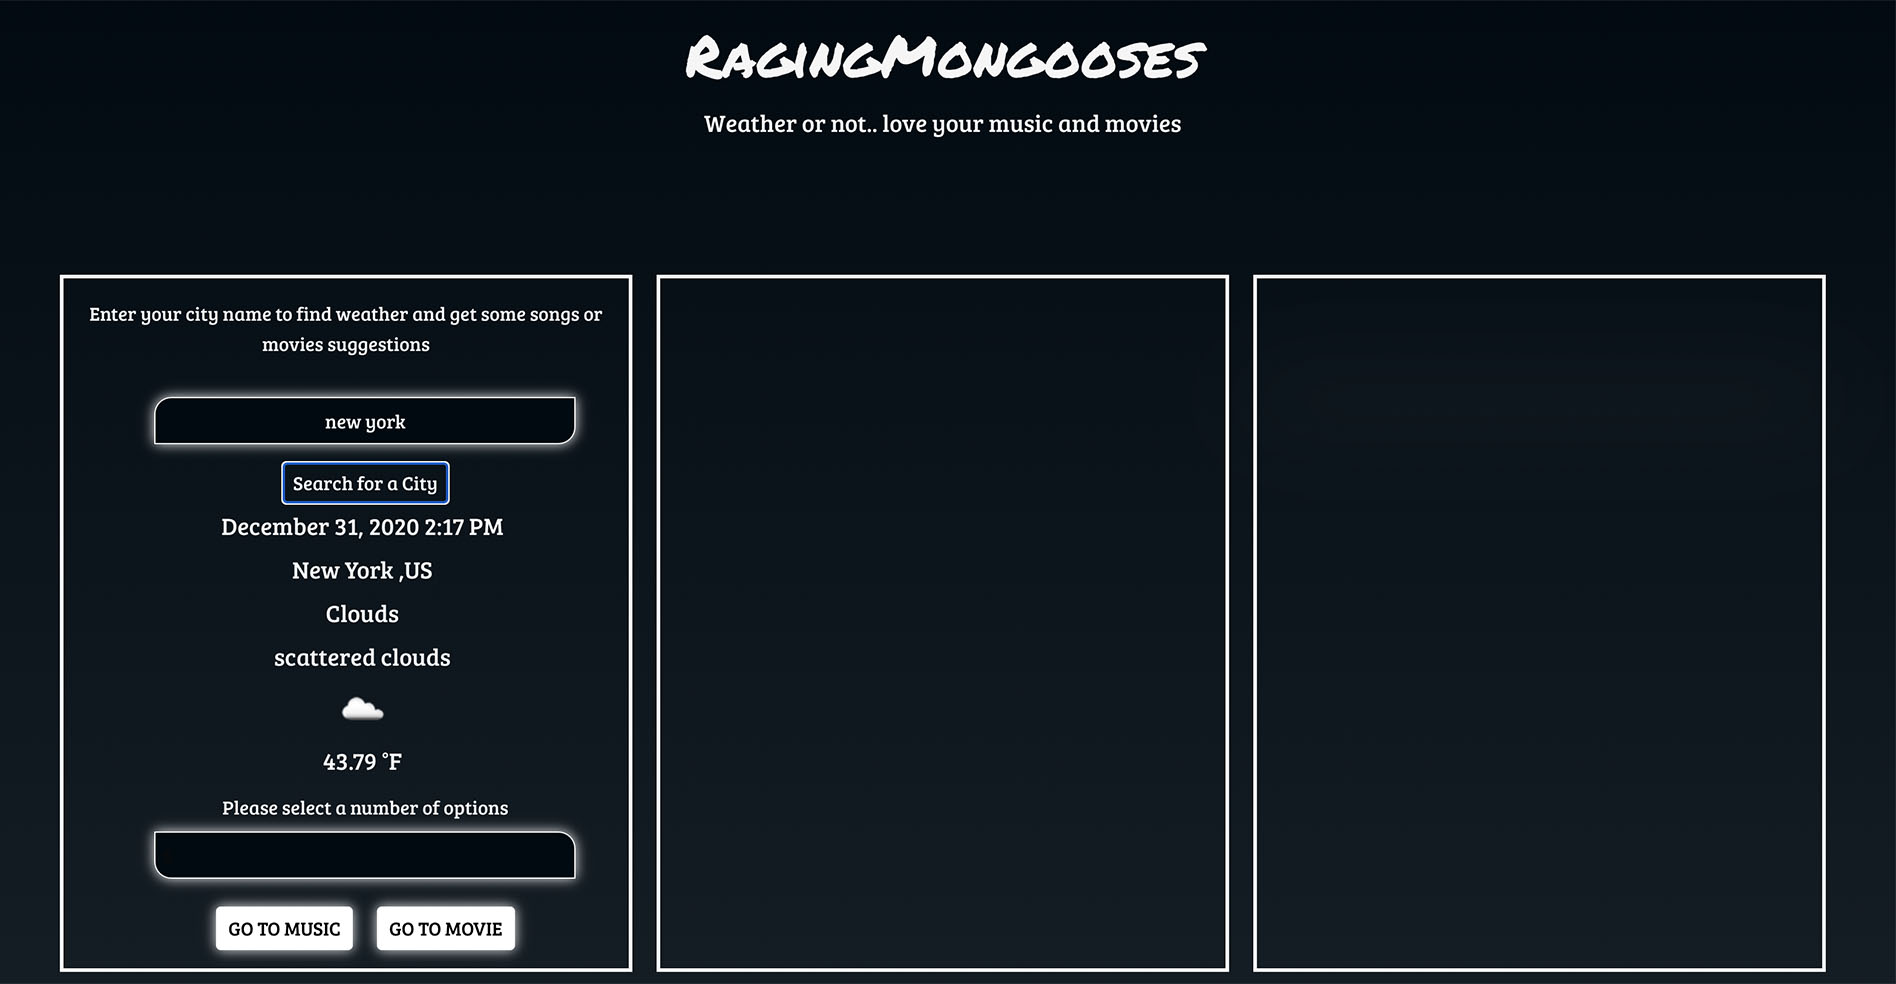 RagingMongooses
Weather or not.. love your music and movies
Enter your city name to find weather and get some songs or
movies suggestions
new york
Search for a City
December 31, 2020 2:17 PM
New York ,US
Clouds
scattered clouds
43.79 °F
Please select a number of options
GO TO MUSIC
GO TO MOVIE